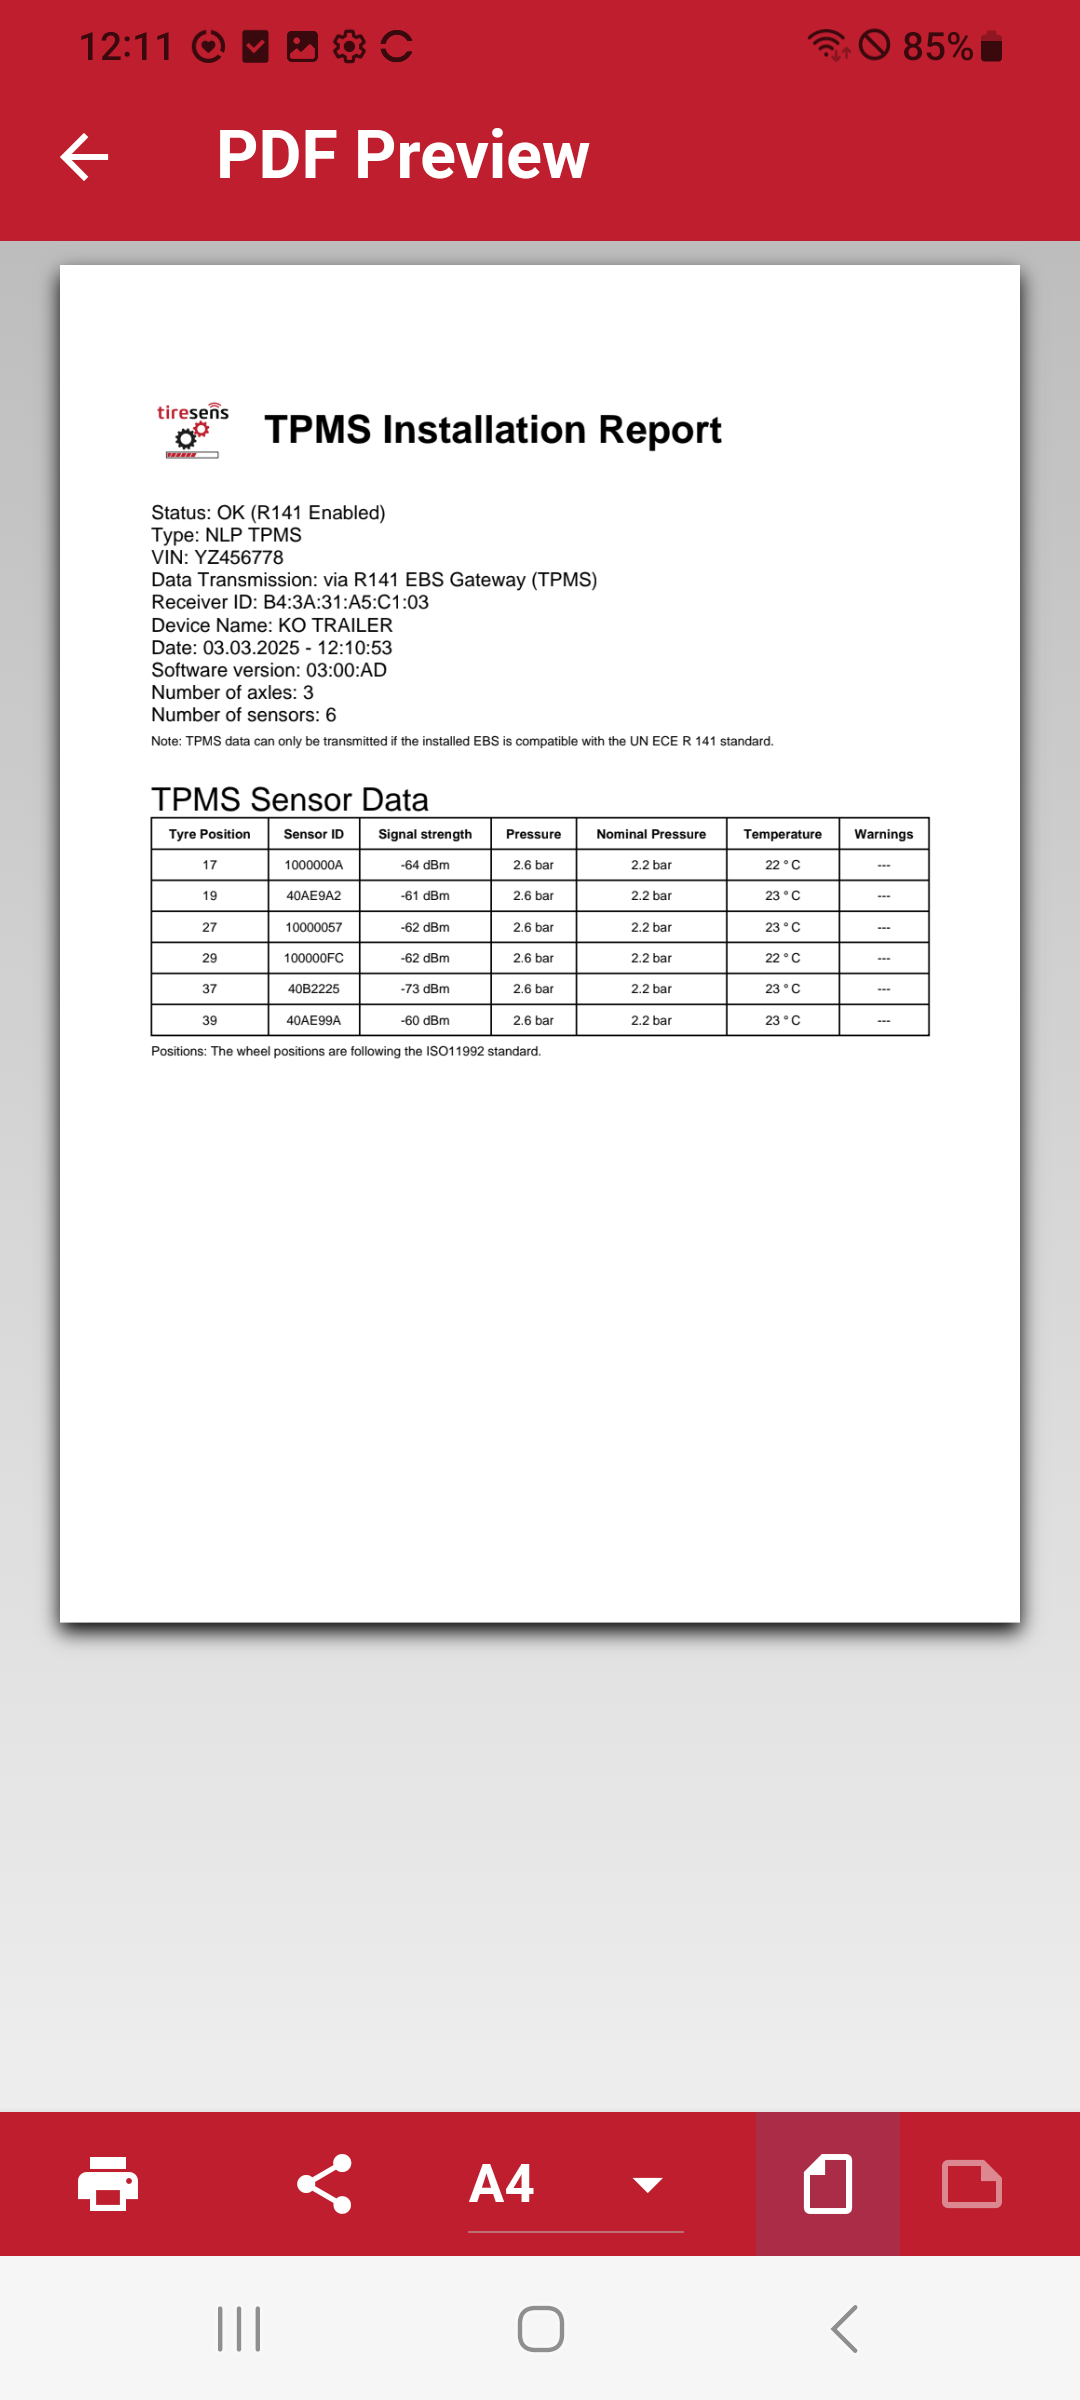 12:11 85%
PDF Preview
tiresens
TPMS Installation Report
Status: OK (R141 Enabled)
Type: NLP TPMS
VIN: YZ456778
Data Transmission: via R141 EBS Gateway (TPMS)
Receiver ID: B4:3A:31:A5:C1:03
Device Name: KO TRAILER
Date: 03.03.2025 - 12:10:53
Software version: 03:00:AD
Number of axles: 3
Number of sensors: 6
Note: TPMS data can only be transmitted if the installed EBS is compatible with the UN ECE R 141 standard.
TPMS Sensor Data
Tyre Position Sensor ID Signal strength Pressure Nominal Pressure Temperature Warnings
17 1000000A -64 dBm 2.6 bar 2.2 bar 22 ° C ---
19 40AE9A2 -61 dBm 2.6 bar 2.2 bar 23 ° C ---
27 10000057 -62 dBm 2.6 bar 2.2 bar 23 ° C ---
29 100000FC -62 dBm 2.6 bar 2.2 bar 22 ° C ---
37 40B2225 -73 dBm 2.6 bar 2.2 bar 23 ° C ---
39 40AE99A -60 dBm 2.6 bar 2.2 bar 23 ° C ---
Positions: The wheel positions are following the ISO11992 standard.
A4